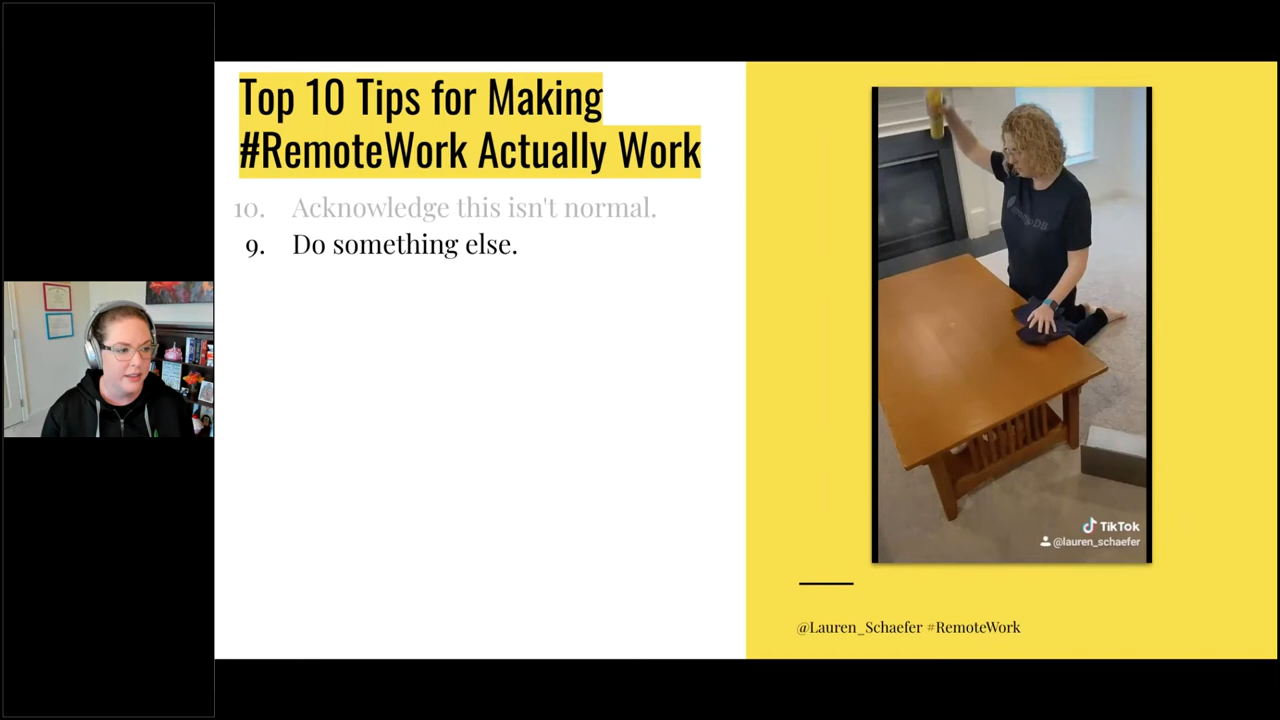 Top 10 Tips for Making
#RemoteWork Actually Work
10. Acknowledge this isn't normal.
9. Do something else.
TikTok
@lauren_schaefer
@Lauren_Schaefer #RemoteWork